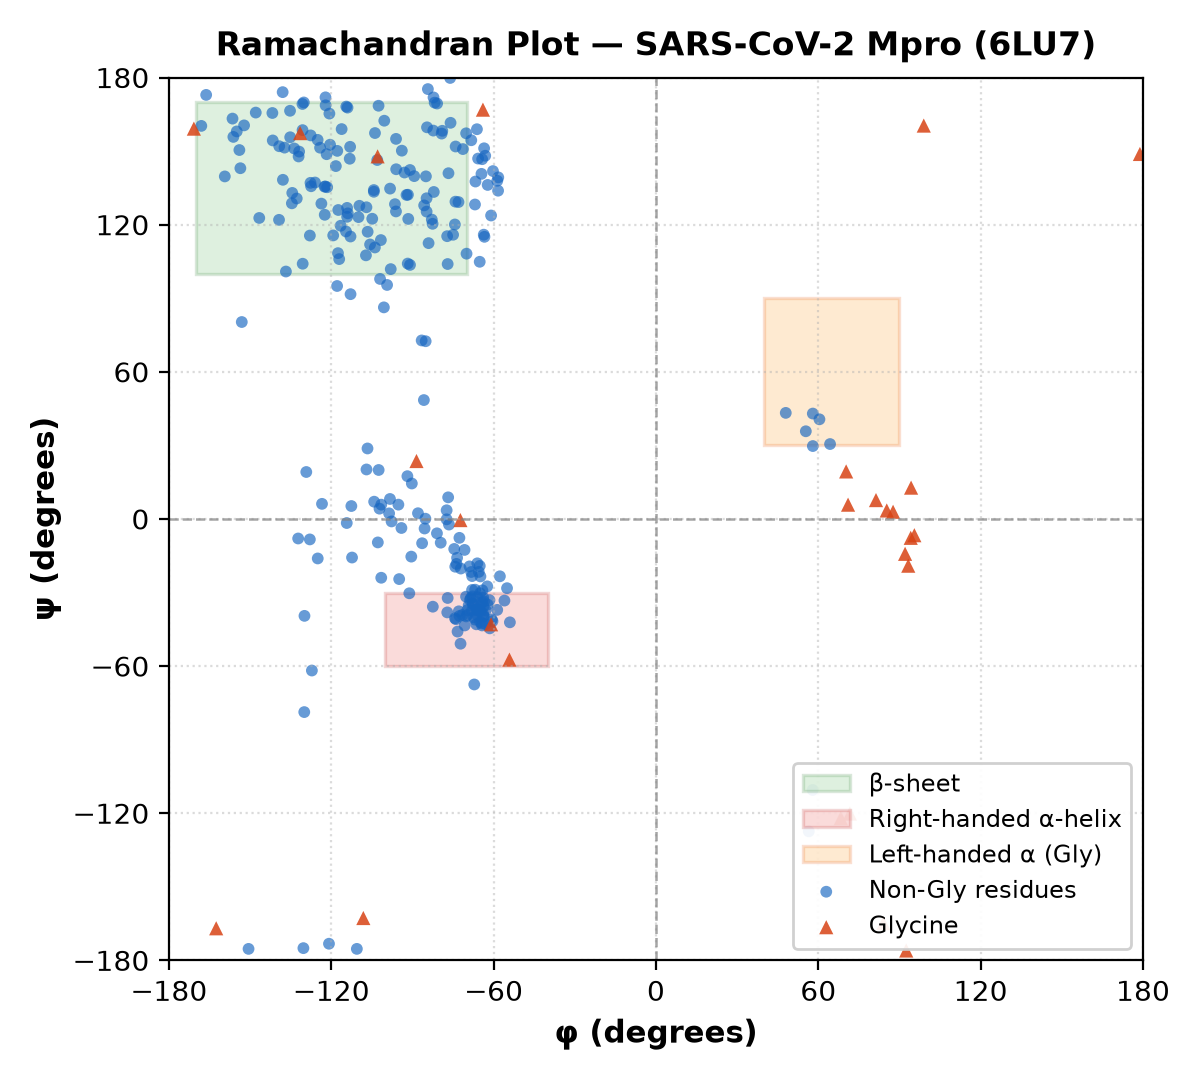 Ramachandran Plot — SARS-CoV-2 Mpro (6LU7)
180
120
60
0
−60
−120
−180
ψ (degrees)
β-sheet
Right-handed α-helix
Left-handed α (Gly)
Non-Gly residues
Glycine
−180 −120 −60 0 60 120 180
φ (degrees)